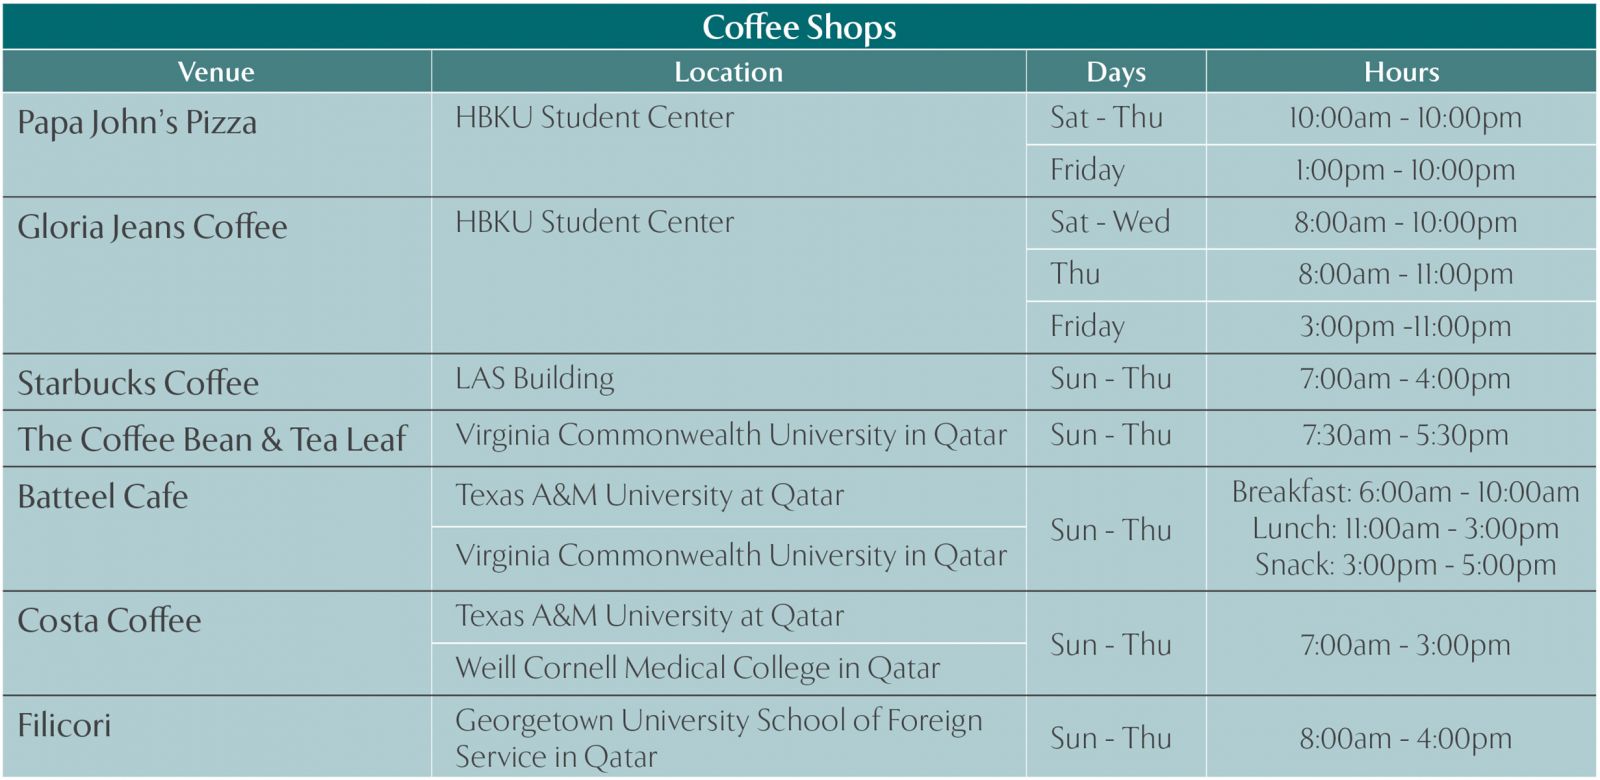 Coffee Shops
Venue Location Days Hours
Papa John’s Pizza HBKU Student Center Sat - Thu 10:00am - 10:00pm
Friday 1:00pm - 10:00pm
Gloria Jeans Coffee HBKU Student Center Sat - Wed 8:00am - 10:00pm
Thu 8:00am - 11:00pm
Friday 3:00pm -11:00pm
Starbucks Coffee LAS Building Sun - Thu 7:00am - 4:00pm
The Coffee Bean & Tea Leaf Virginia Commonwealth University in Qatar Sun - Thu 7:30am - 5:30pm
Batteel Cafe Texas A&M University at Qatar
Virginia Commonwealth University in Qatar
Sun - Thu
Breakfast: 6:00am - 10:00am
Lunch: 11:00am - 3:00pm
Snack: 3:00pm - 5:00pm
Costa Coffee Texas A&M University at Qatar
Weill Cornell Medical College in Qatar
Sun - Thu 7:00am - 3:00pm
Filicori Georgetown University School of Foreign
Service in Qatar
Sun - Thu 8:00am - 4:00pm